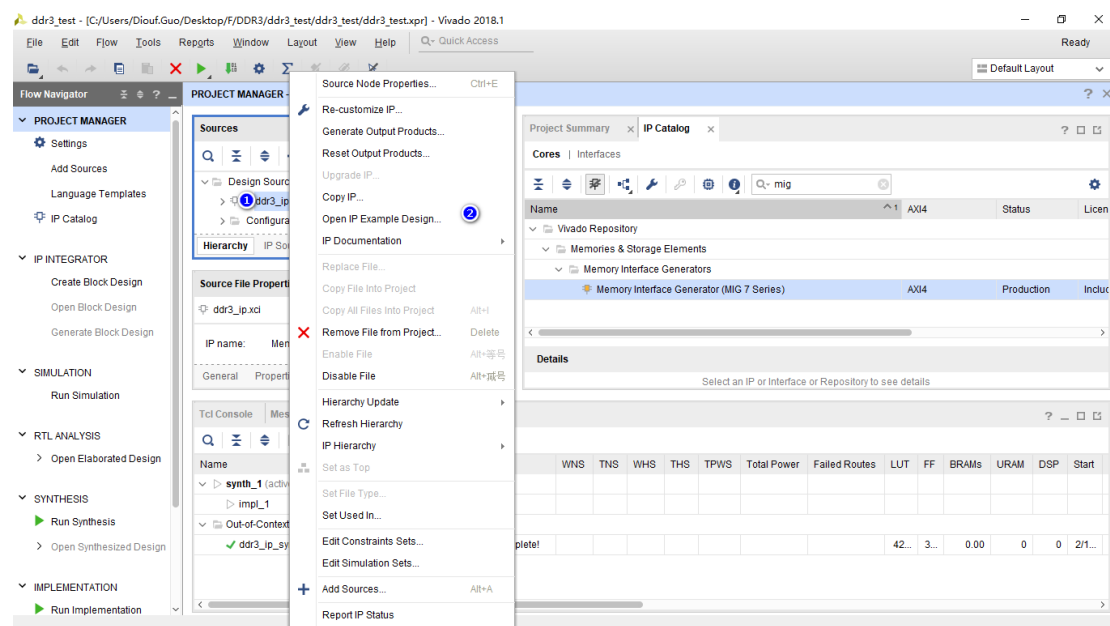 ddr3_test - [C:/Users/Diouf.Guo/Desktop/F/DDR3/ddr3_test/ddr3_test/ddr3_test.xpr] - Vivado 2018.1
File Edit Flow Tools Reports Window Layout View Help Quick Access
Ready
Default Layout
Flow Navigator
PROJECT MANAGER -
PROJECT MANAGER
Settings
Add Sources
Language Templates
IP Catalog
IP INTEGRATOR
Create Block Design
Open Block Design
Generate Block Design
SIMULATION
Run Simulation
RTL ANALYSIS
Open Elaborated Design
SYNTHESIS
Run Synthesis
Open Synthesized Design
IMPLEMENTATION
Run Implementation
Sources
Design Sourc
1 ddr3_ip
Configura
Hierarchy IP So
Source File Properti
ddr3_ip.xci
IP name: Mem
General Properti
Tcl Console Mes
Name
synth_1 (activ
impl_1
Out-of-Context
ddr3_ip_sy
Source Node Properties... Ctrl+E
Re-customize IP...
Generate Output Products...
Reset Output Products...
Upgrade IP...
Copy IP...
Open IP Example Design... 2
IP Documentation
Replace File...
Copy File Into Project
Copy All Files Into Project Alt+I
Remove File from Project... Delete
Enable File Alt+等号
Disable File Alt+减号
Hierarchy Update
Refresh Hierarchy
IP Hierarchy
Set as Top
Set File Type...
Set Used In...
Edit Constraints Sets...
Edit Simulation Sets...
Add Sources... Alt+A
Report IP Status
Project Summary IP Catalog
Cores | Interfaces
mig
Name 1 AXI4 Status Licen
Vivado Repository
Memories & Storage Elements
Memory Interface Generators
Memory Interface Generator (MIG 7 Series) AXI4 Production Includ
Details
Select an IP or Interface or Repository to see details
WNS TNS WHS THS TPWS Total Power Failed Routes LUT FF BRAMs URAM DSP Start
plete! 42... 3... 0.00 0 0 2/1...